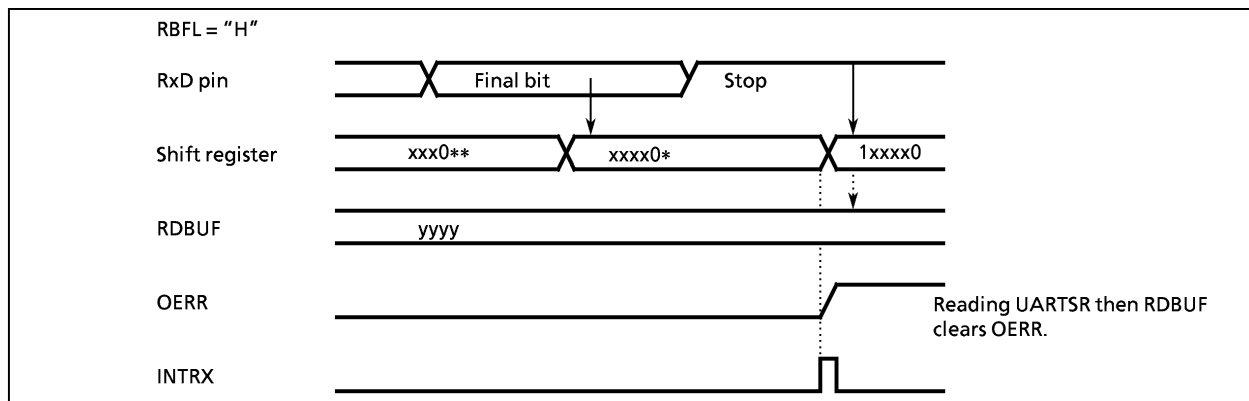 RBFL = “H”
RxD pin
Final bit
Stop
Shift register
xxx0**
xxxx0*
1xxxx0
RDBUF
yyyy
OERR
Reading UARTSR then RDBUF
clears OERR.
INTRX